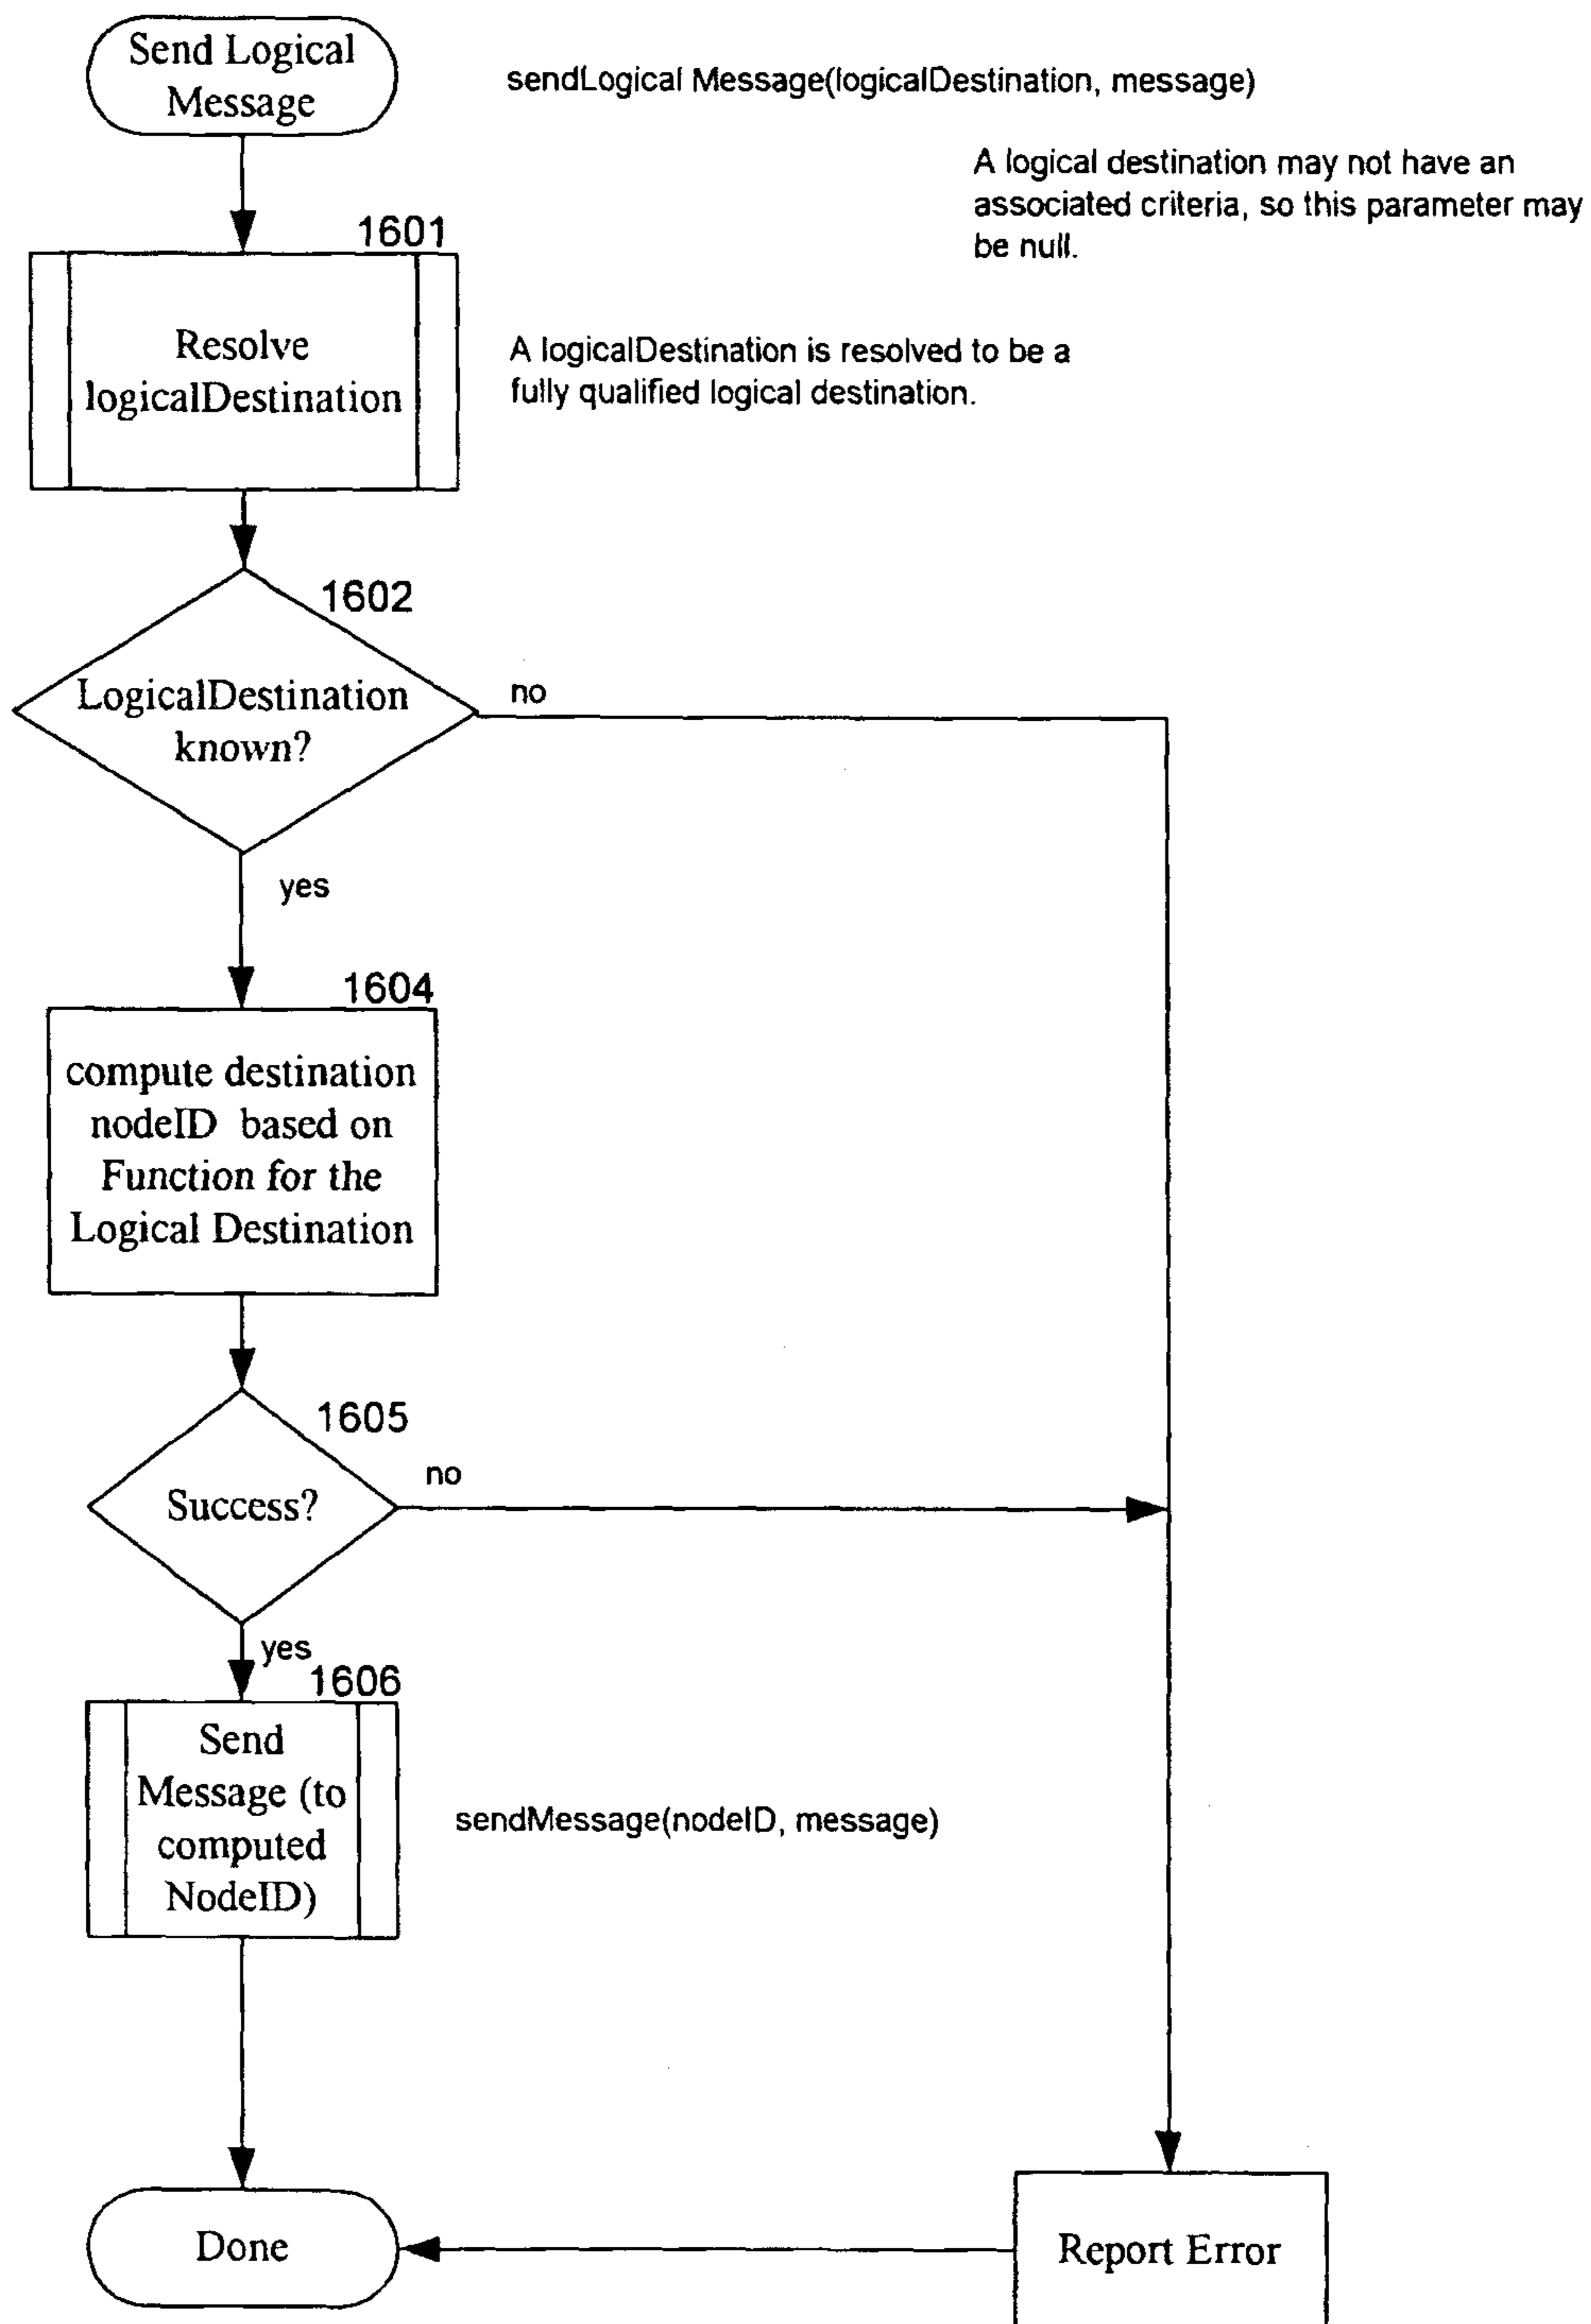 Send Logical
Message
sendLogical Message(logicalDestination, message)
A logical destination may not have an
associated criteria, so this parameter may
be null.
1601
Resolve
logicalDestination
A logicalDestination is resolved to be a
fully qualified logical destination.
1602
LogicalDestination
known?
no
yes
1604
compute destination
nodeID based on
Function for the
Logical Destination
1605
Success?
no
yes
1606
Send
Message (to
computed
NodeID)
sendMessage(nodeID, message)
Done
Report Error